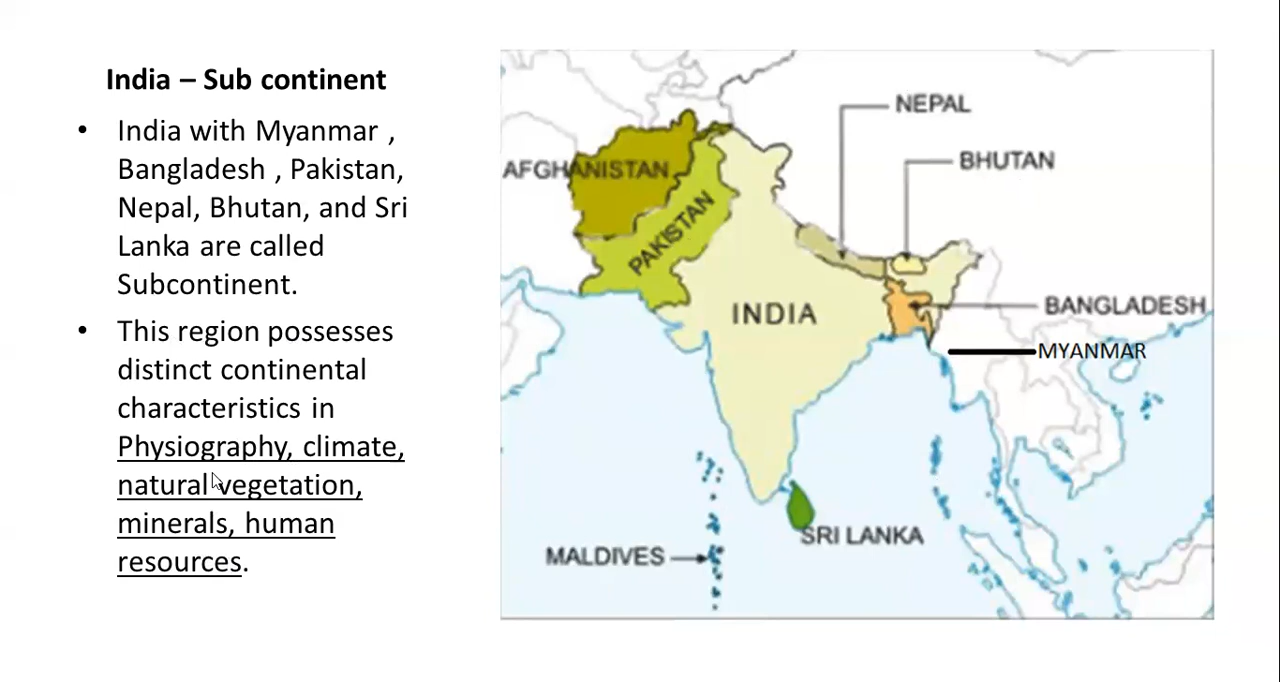 India – Sub continent
• India with Myanmar ,
Bangladesh , Pakistan,
Nepal, Bhutan, and Sri
Lanka are called
Subcontinent.
• This region possesses
distinct continental
characteristics in
Physiography, climate,
natural vegetation,
minerals, human
resources.
NEPAL
BHUTAN
AFGHANISTAN
PAKISTAN
INDIA
BANGLADESH
MYANMAR
SRI LANKA
MALDIVES